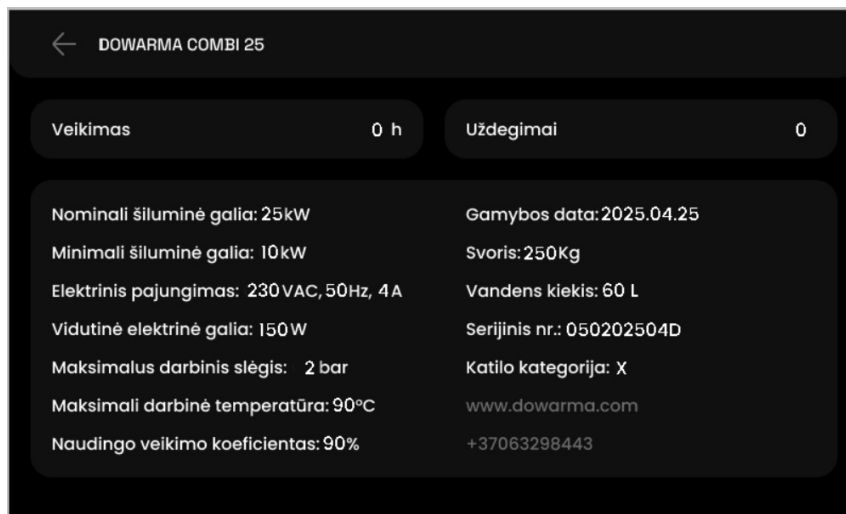 DOWARMA COMBI 25
Veikimas 0 h
Uždegimai 0
Nominali šiluminė galia: 25kW
Minimali šiluminė galia: 10kW
Elektrinis pajungimas: 230VAC, 50Hz, 4A
Vidutinė elektrinė galia: 150W
Maksimalus darbinis slėgis: 2 bar
Maksimali darbinė temperatūra: 90°C
Naudingo veikimo koeficientas: 90%
Gamybos data: 2025.04.25
Svoris: 250Kg
Vandens kiekis: 60 L
Serijinis nr.: 050202504D
Katilo kategorija: X
www.dowarma.com
+37063298443